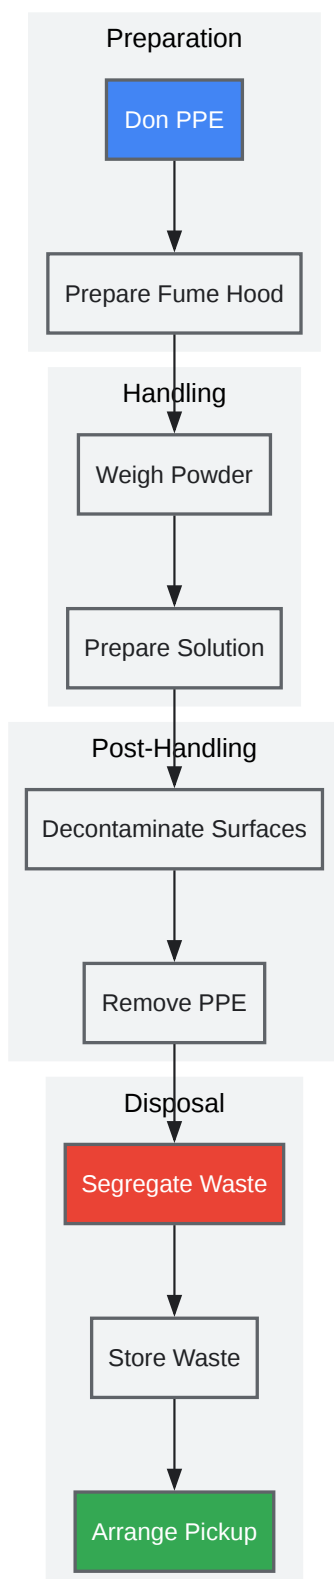 Preparation
Don PPE
Prepare Fume Hood
Handling
Weigh Powder
Prepare Solution
Post-Handling
Decontaminate Surfaces
Remove PPE
Disposal
Segregate Waste
Store Waste
Arrange Pickup